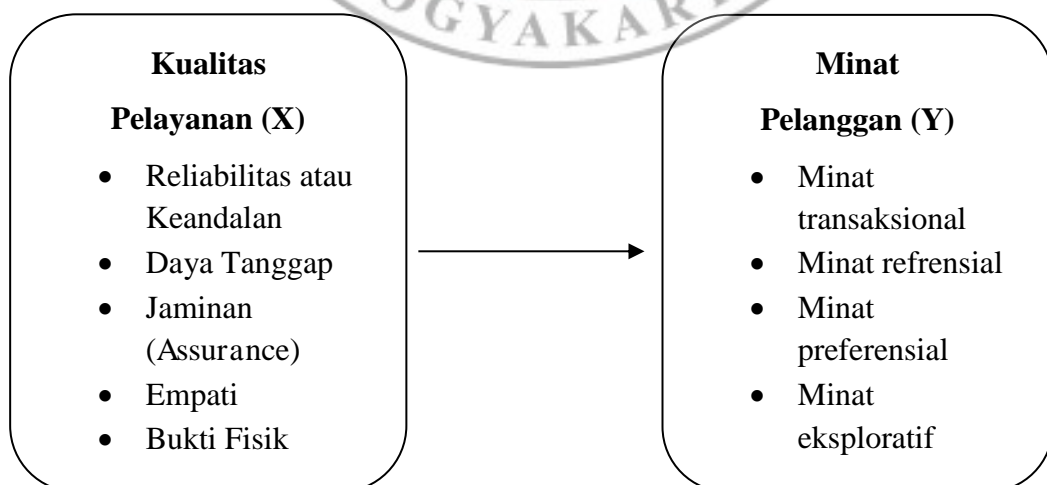 OGYAKAR
Kualitas
Pelayanan (X)
• Reliabilitas atau
Keandalan
• Daya Tanggap
• Jaminan
(Assurance)
• Empati
• Bukti Fisik
Minat
Pelanggan (Y)
• Minat
transaksional
• Minat refrensial
• Minat
preferensial
• Minat
eksploratif